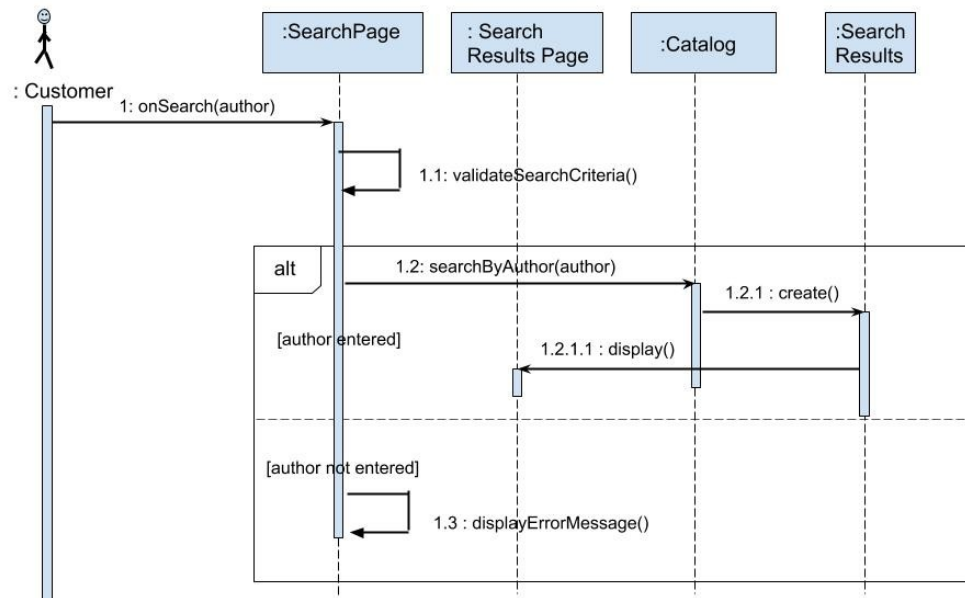 :SearchPage
: Search
Results Page
:Catalog
:Search
Results
: Customer
1: onSearch(author)
1.1: validateSearchCriteria()
alt
1.2: searchByAuthor(author)
1.2.1 : create()
[author entered]
1.2.1.1 : display()
[author not entered]
1.3 : displayErrorMessage()